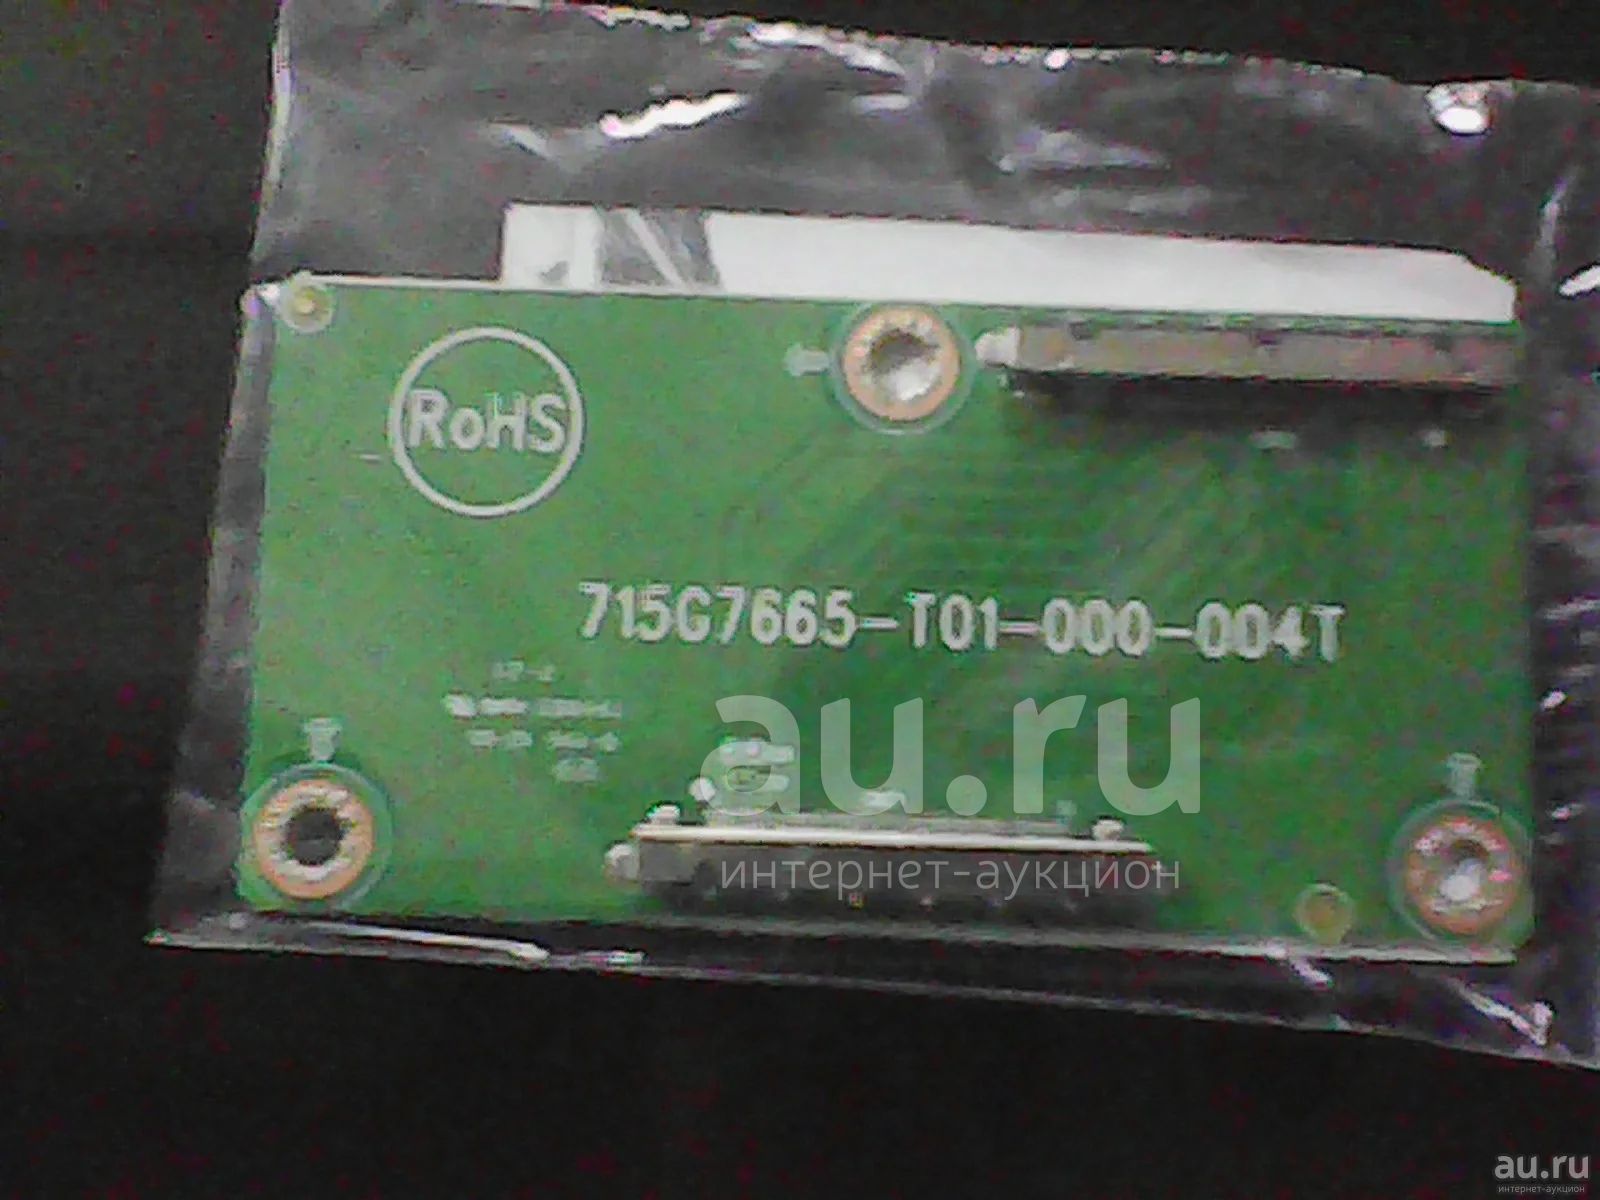 RoHS
715G7665-T01-000-004T
au.ru
интернет-аукцион
au.ru
интернет-аукцион